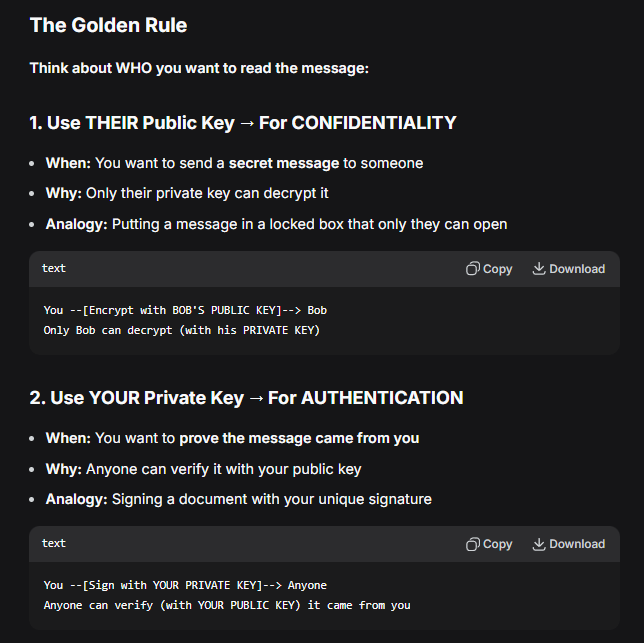 The Golden Rule
Think about WHO you want to read the message:
1. Use THEIR Public Key → For CONFIDENTIALITY
• When: You want to send a secret message to someone
• Why: Only their private key can decrypt it
• Analogy: Putting a message in a locked box that only they can open
text Copy Download
You --[Encrypt with BOB'S PUBLIC KEY]--> Bob
Only Bob can decrypt (with his PRIVATE KEY)
2. Use YOUR Private Key → For AUTHENTICATION
• When: You want to prove the message came from you
• Why: Anyone can verify it with your public key
• Analogy: Signing a document with your unique signature
text Copy Download
You --[Sign with YOUR PRIVATE KEY]--> Anyone
Anyone can verify (with YOUR PUBLIC KEY) it came from you